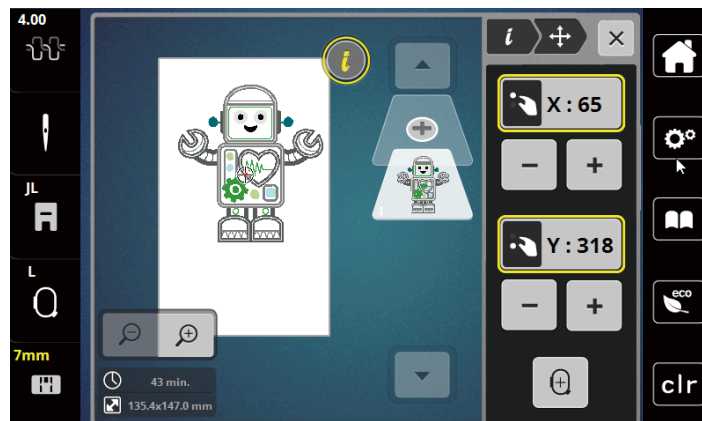 4.00
i
i
X : 65
JL
1
L
Y : 318
eco
7mm
43 min.
135.4x147.0 mm
clr